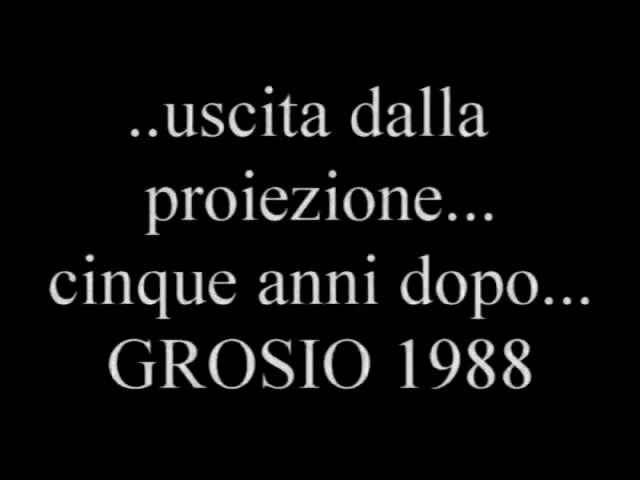 ..uscita dalla
proiezione...
cinque anni dopo...
GROSIO 1988